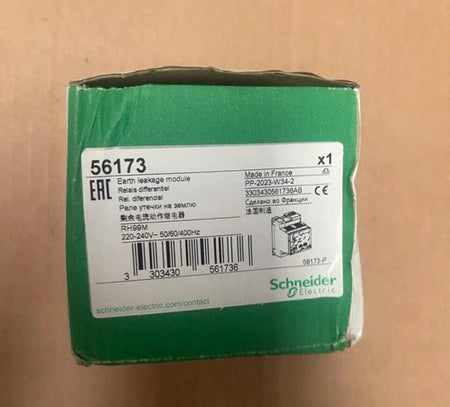 56173
x1
EAC
Earth leakage module
Relais differentiel
Rel. diferencial
Реле утечки на землю
剩余电流动作继电器
RH99M
220-240V~ 50/60/400Hz
Made in France
PP-2023-W34-2
3303430561736AB
Сделано во Франции
法国制造
56173-P
3 303430 561736
Schneider
Electric
schneider-electric.com/contact